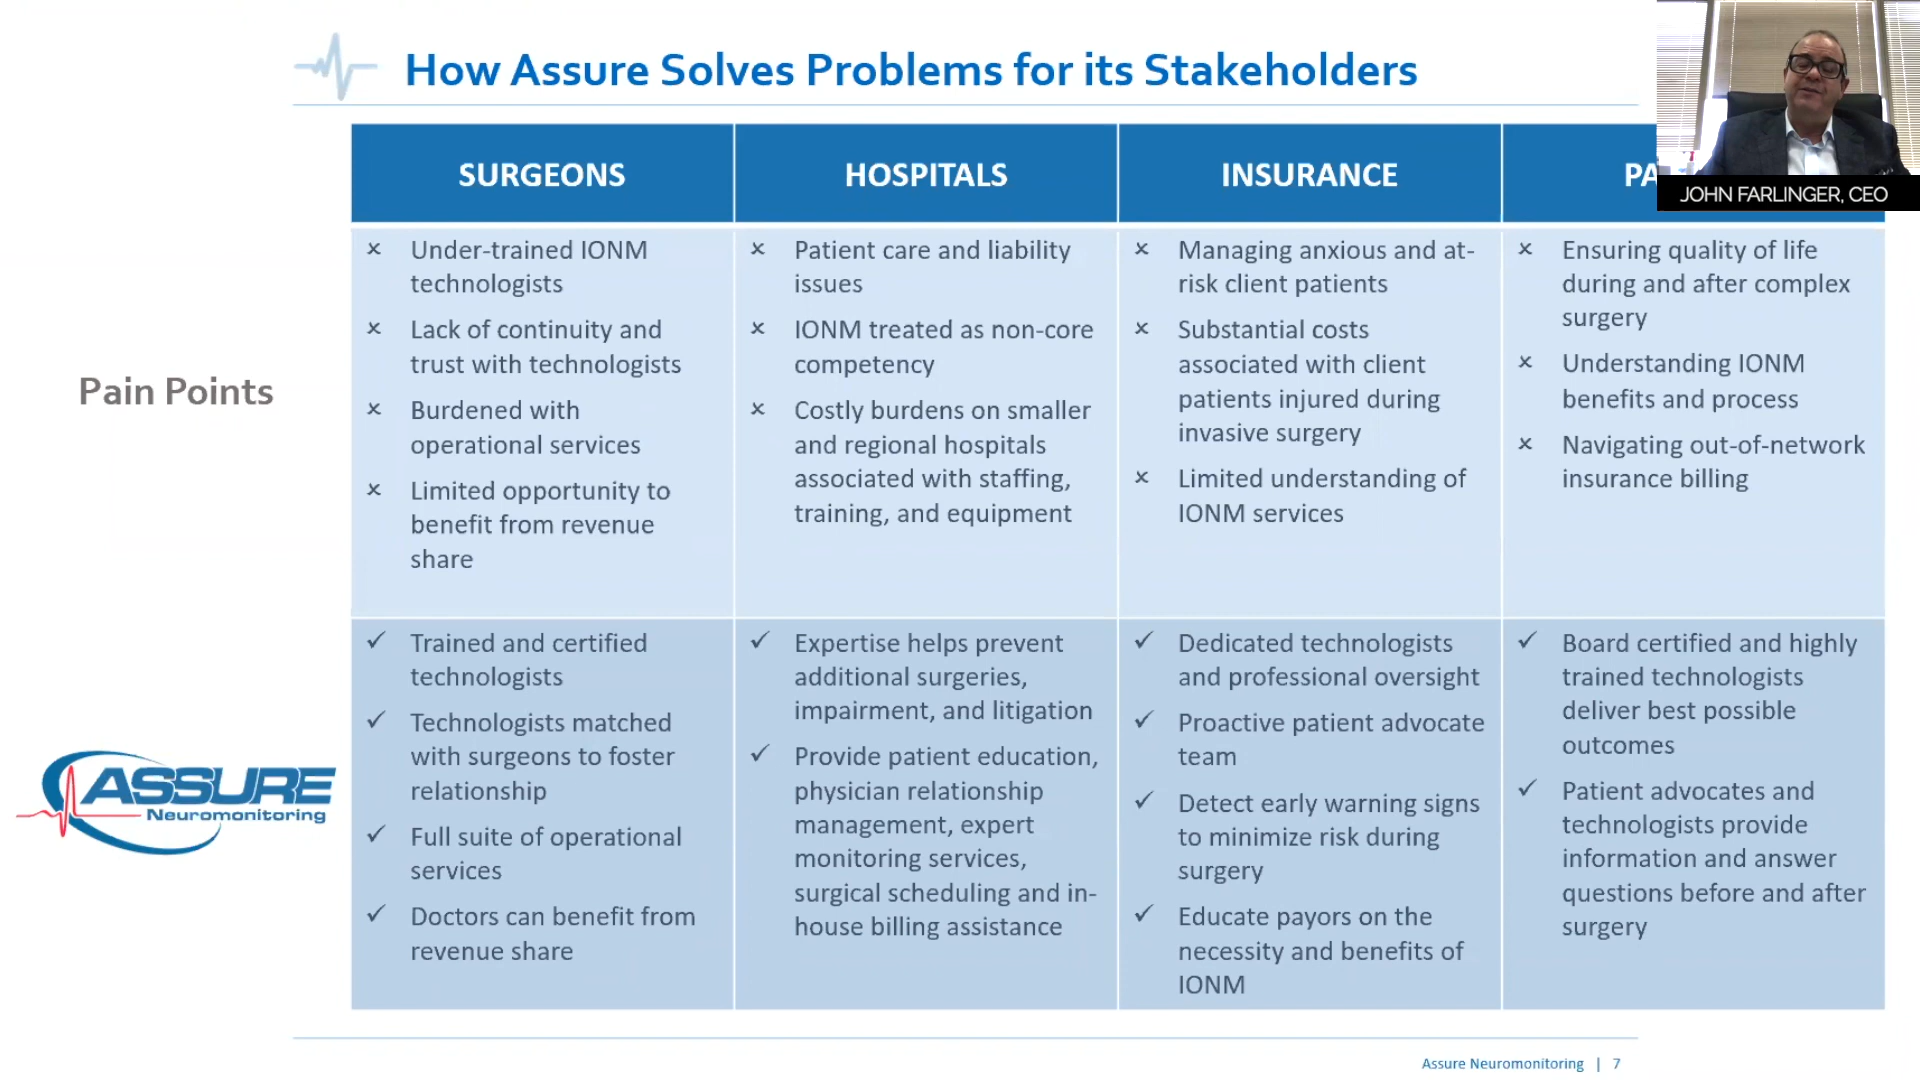 How Assure Solves Problems for its Stakeholders
JOHN FARLINGER, CEO
SURGEONS
HOSPITALS
INSURANCE
PA
Pain Points
× Under-trained IONM
technologists
× Lack of continuity and
trust with technologists
× Burdened with
operational services
× Limited opportunity to
benefit from revenue
share
× Patient care and liability
issues
× IONM treated as non-core
competency
× Costly burdens on smaller
and regional hospitals
associated with staffing,
training, and equipment
× Managing anxious and at-
risk client patients
× Substantial costs
associated with client
patients injured during
invasive surgery
× Limited understanding of
IONM services
× Ensuring quality of life
during and after complex
surgery
× Understanding IONM
benefits and process
× Navigating out-of-network
insurance billing
ASSURE
Neuromonitoring
✓ Trained and certified
technologists
✓ Technologists matched
with surgeons to foster
relationship
✓ Full suite of operational
services
✓ Doctors can benefit from
revenue share
✓ Expertise helps prevent
additional surgeries,
impairment, and litigation
✓ Provide patient education,
physician relationship
management, expert
monitoring services,
surgical scheduling and in-
house billing assistance
✓ Dedicated technologists
and professional oversight
✓ Proactive patient advocate
team
✓ Detect early warning signs
to minimize risk during
surgery
✓ Educate payors on the
necessity and benefits of
IONM
✓ Board certified and highly
trained technologists
deliver best possible
outcomes
✓ Patient advocates and
technologists provide
information and answer
questions before and after
surgery
Assure Neuromonitoring | 7